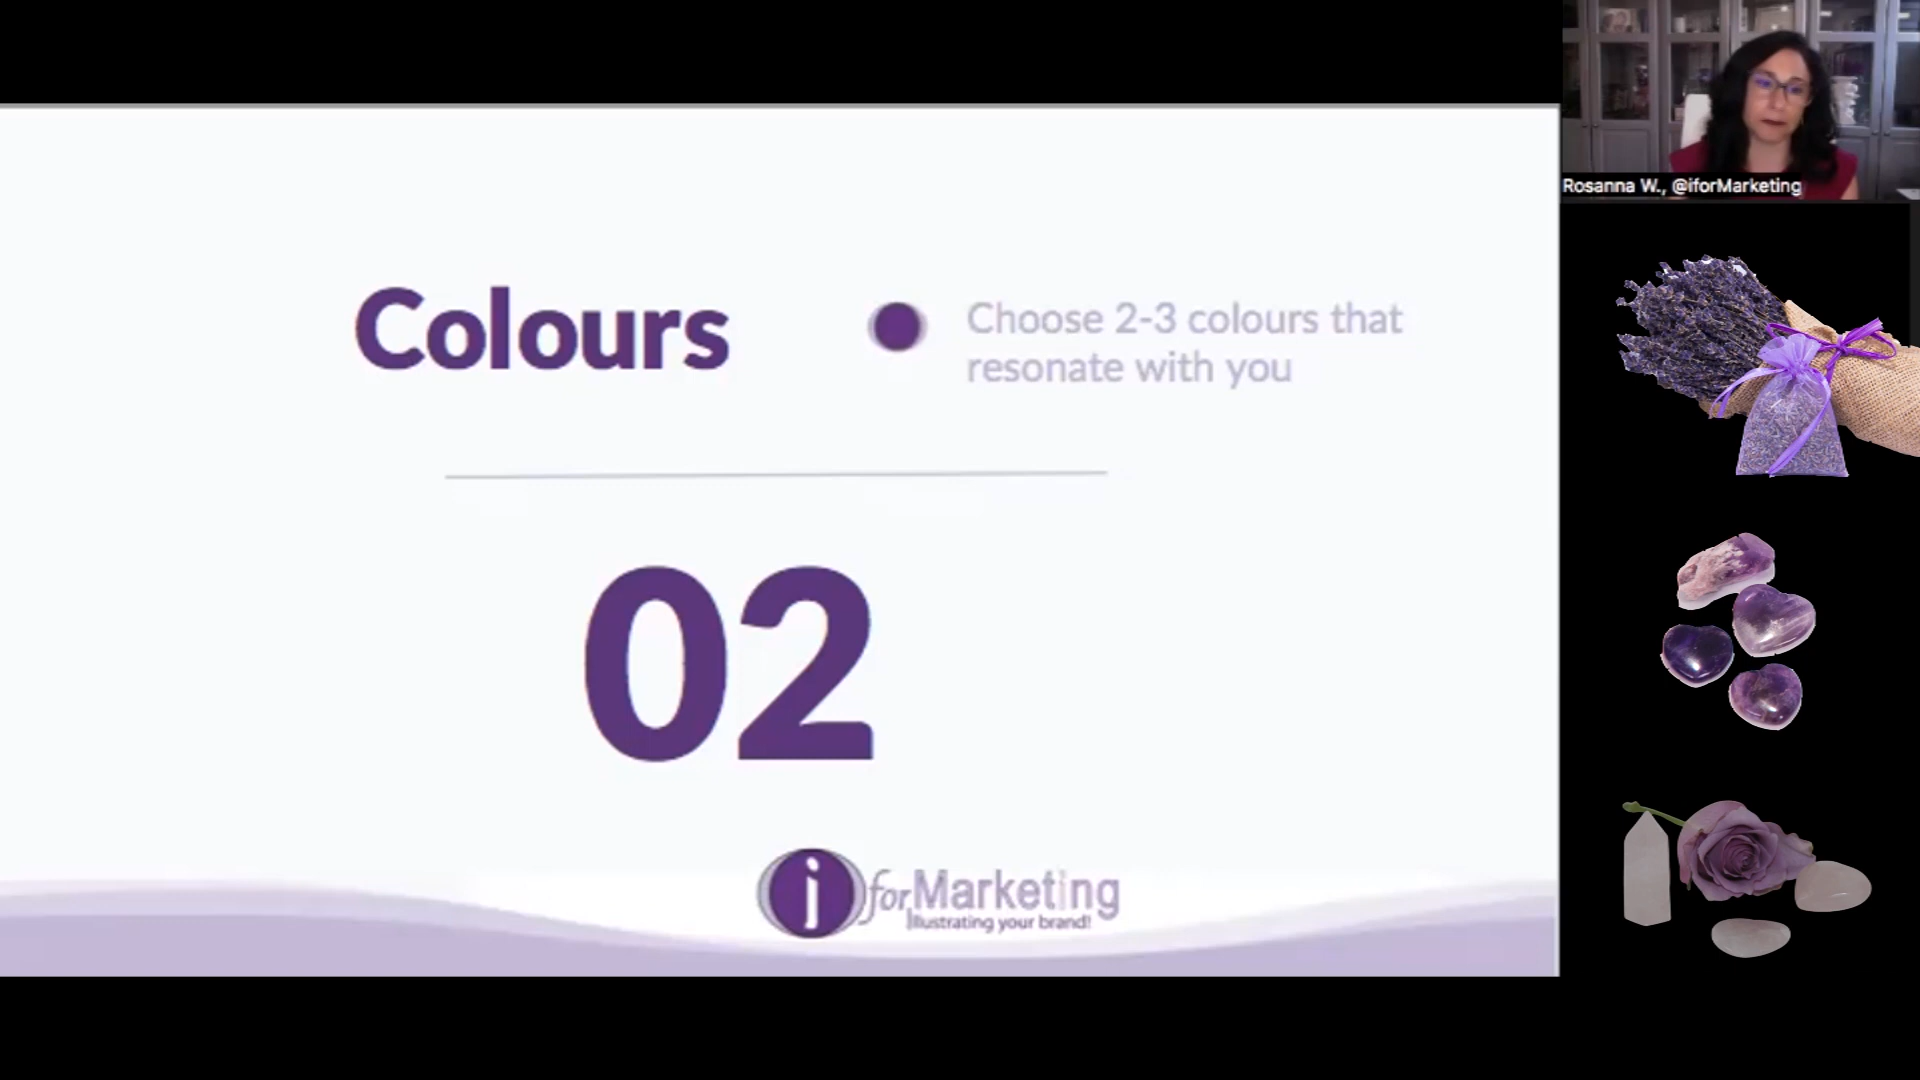 Rosanna W., @iforMarketing
Colours
Choose 2-3 colours that
resonate with you
02
i forMarketing
Illustrating your brand!